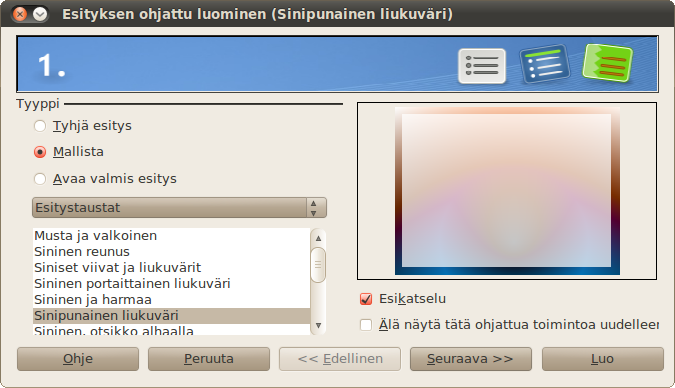 Esityksen ohjattu luominen (Sinipunainen liukuväri)
1.
Tyyppi
Tyhjä esitys
Mallista
Avaa valmis esitys
Esitystaustat
Musta ja valkoinen
Sininen reunus
Siniset viivat ja liukuvärit
Sininen portaittainen liukuväri
Sininen ja harmaa
Sinipunainen liukuväri
Sininen, otsikko alhaalla
Esikatselu
Älä näytä tätä ohjattua toimintoa uudelleen
Ohje
Peruuta
<< Edellinen
Seuraava >>
Luo